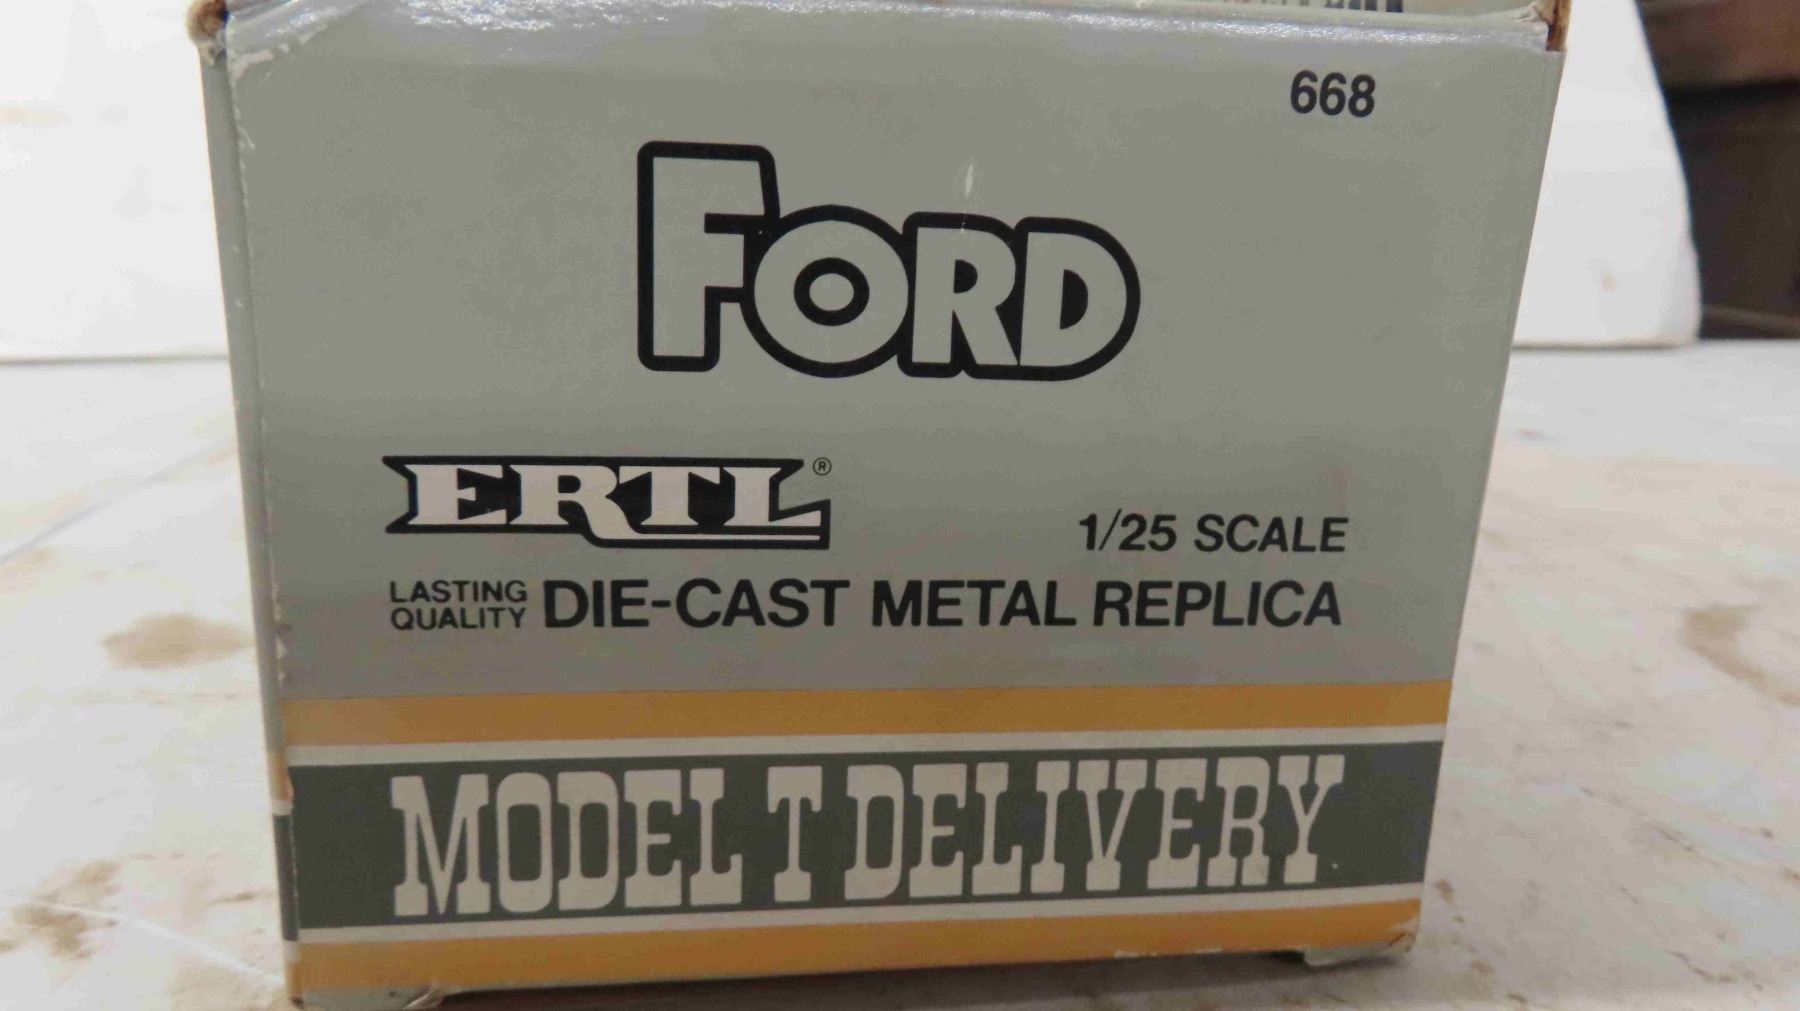 668
FORD
ERTL®
1/25 SCALE
LASTING QUALITY DIE-CAST METAL REPLICA
MODEL T DELIVERY